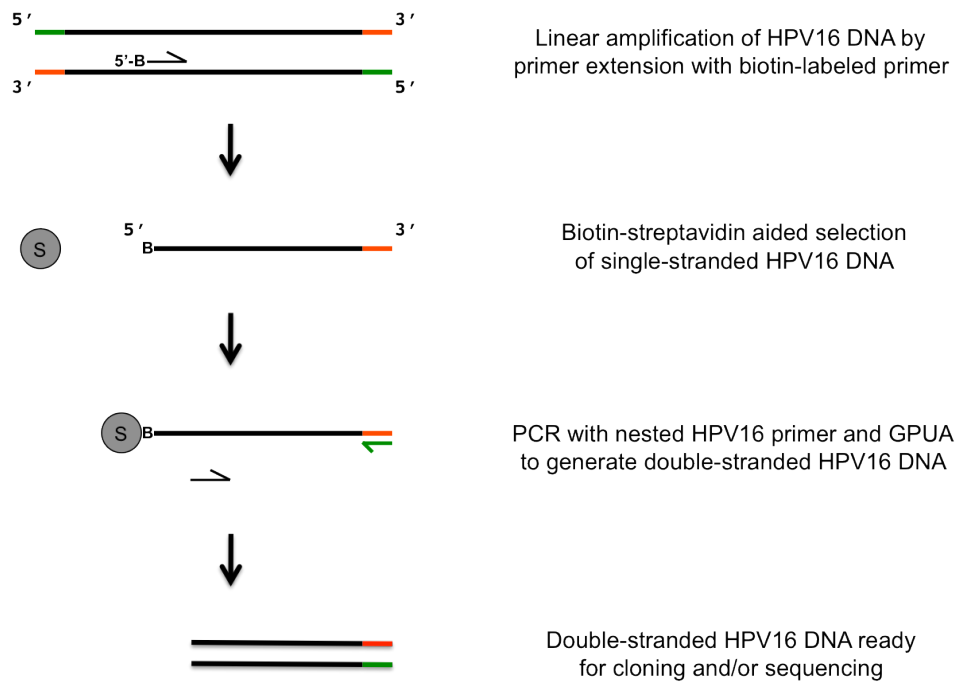 5′ 3′
Linear amplification of HPV16 DNA by
primer extension with biotin-labeled primer
5'-B
3′ 5′
5′ 3′
S B
Biotin-streptavidin aided selection
of single-stranded HPV16 DNA
S B
PCR with nested HPV16 primer and GPUA
to generate double-stranded HPV16 DNA
Double-stranded HPV16 DNA ready
for cloning and/or sequencing